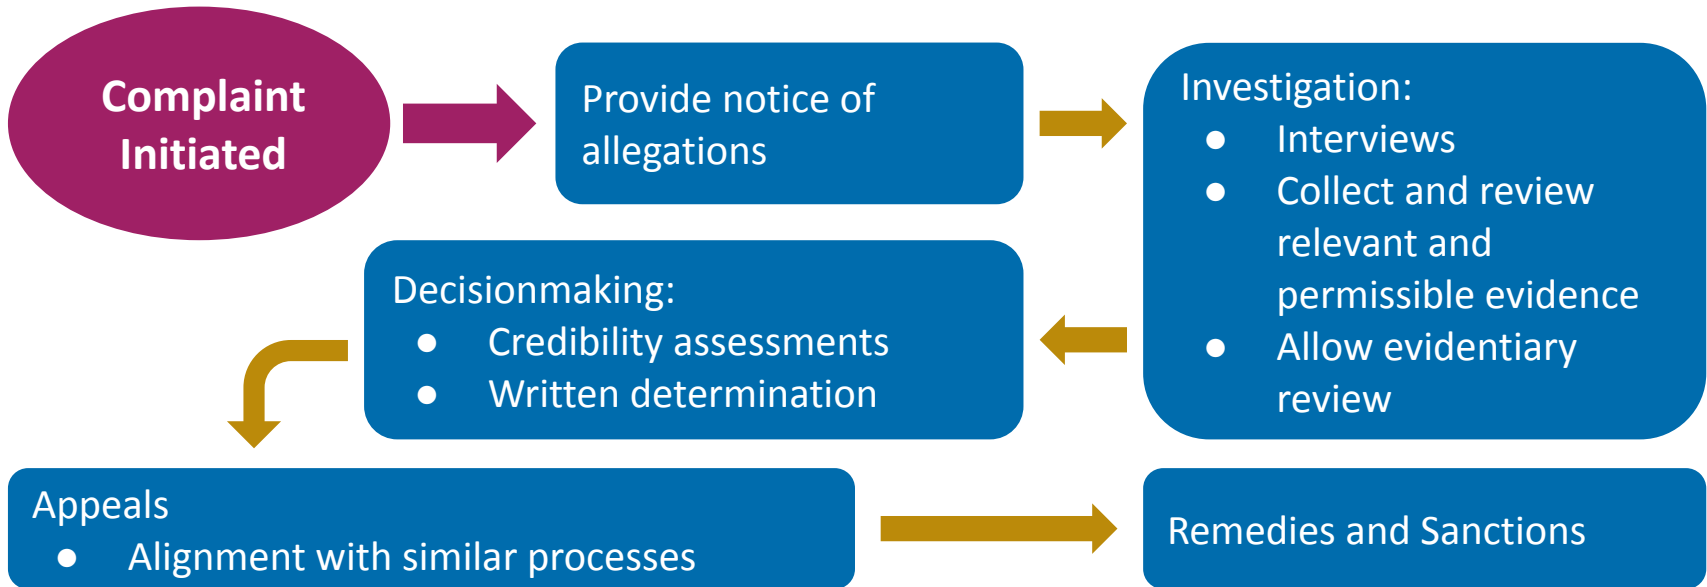 Complaint
Initiated
Provide notice of
allegations
Investigation:
● Interviews
● Collect and review
relevant and
permissible evidence
● Allow evidentiary
review
Decisionmaking:
● Credibility assessments
● Written determination
Appeals
● Alignment with similar processes
Remedies and Sanctions